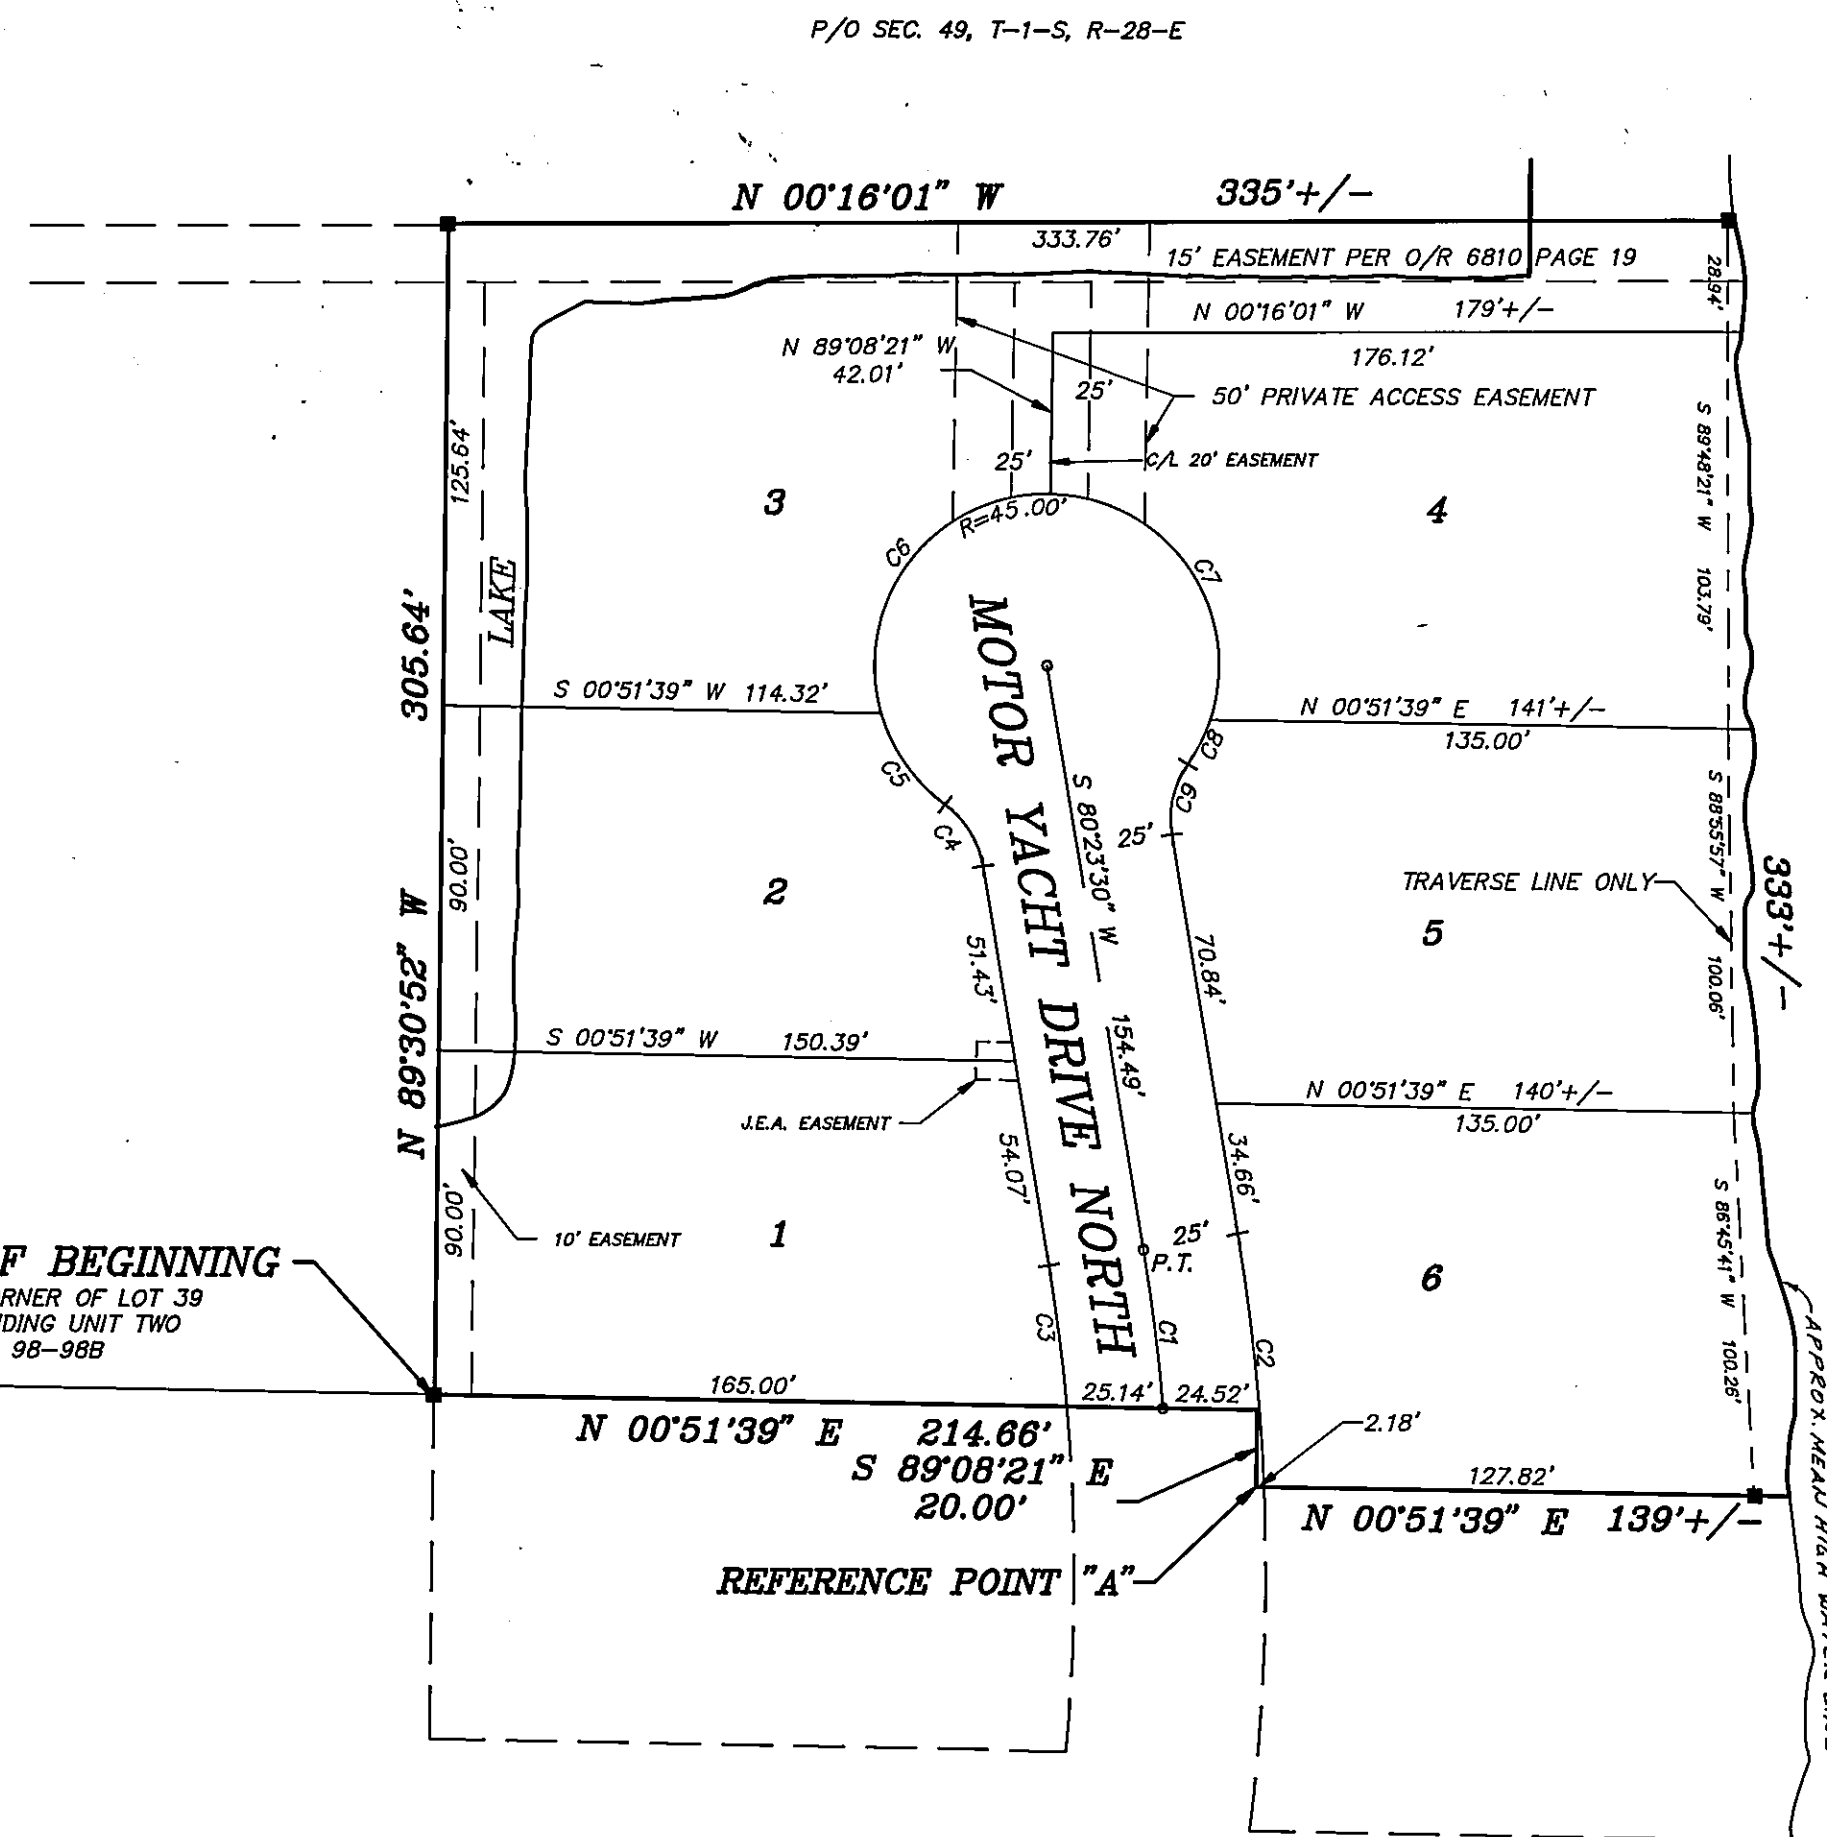 P/O SEC. 49, T-1-S, R-28-E
N 00°16'01" W 335'+/-
333.76'
15' EASEMENT PER O/R 6810 PAGE 19
28.94'
N 00°16'01" W 179'+/-
176.12'
N 89°08'21" W
42.01'
25'
50' PRIVATE ACCESS EASEMENT
25'
C/L 20' EASEMENT
125.64'
3
R=45.00'
4
S 89°48'21" W 103.79'
C6
C7
LAKE
305.64'
N 89°30'52" W
MOTOR YACHT DRIVE NORTH
S 00°51'39" W 114.32'
N 00°51'39" E 141'+/-
135.00'
C5
C8
C9
C4
25'
S 80°23'30" W
154.49'
S 88°55'57" W 100.06'
TRAVERSE LINE ONLY
333'+/-
90.00'
2
5
51.43'
70.84'
S 00°51'39" W 150.39'
N 00°51'39" E 140'+/-
135.00'
J.E.A. EASEMENT
54.07'
34.66'
S 86°45'41" W 100.26'
90.00'
10' EASEMENT
1
25'
P.T.
6
F BEGINNING
RNER OF LOT 39
DING UNIT TWO
98-98B
C3
C1
C2
APPROX. MEAN HIGH WATER
165.00'
25.14' 24.52'
N 00°51'39" E 214.66'
2.18'
S 89°08'21" E
20.00'
127.82'
N 00°51'39" E 139'+/-
REFERENCE POINT "A"